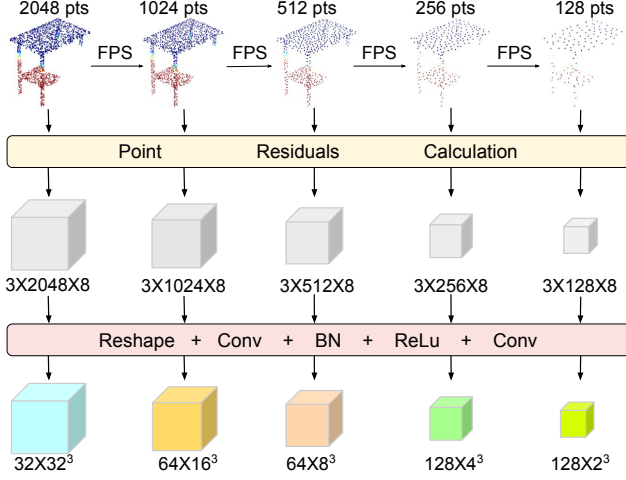 2048 pts 1024 pts 512 pts 256 pts 128 pts
FPS FPS FPS FPS
Point Residuals Calculation
3X2048X8 3X1024X8 3X512X8 3X256X8 3X128X8
Reshape + Conv + BN + ReLu + Conv
32X32³ 64X16³ 64X8³ 128X4³ 128X2³